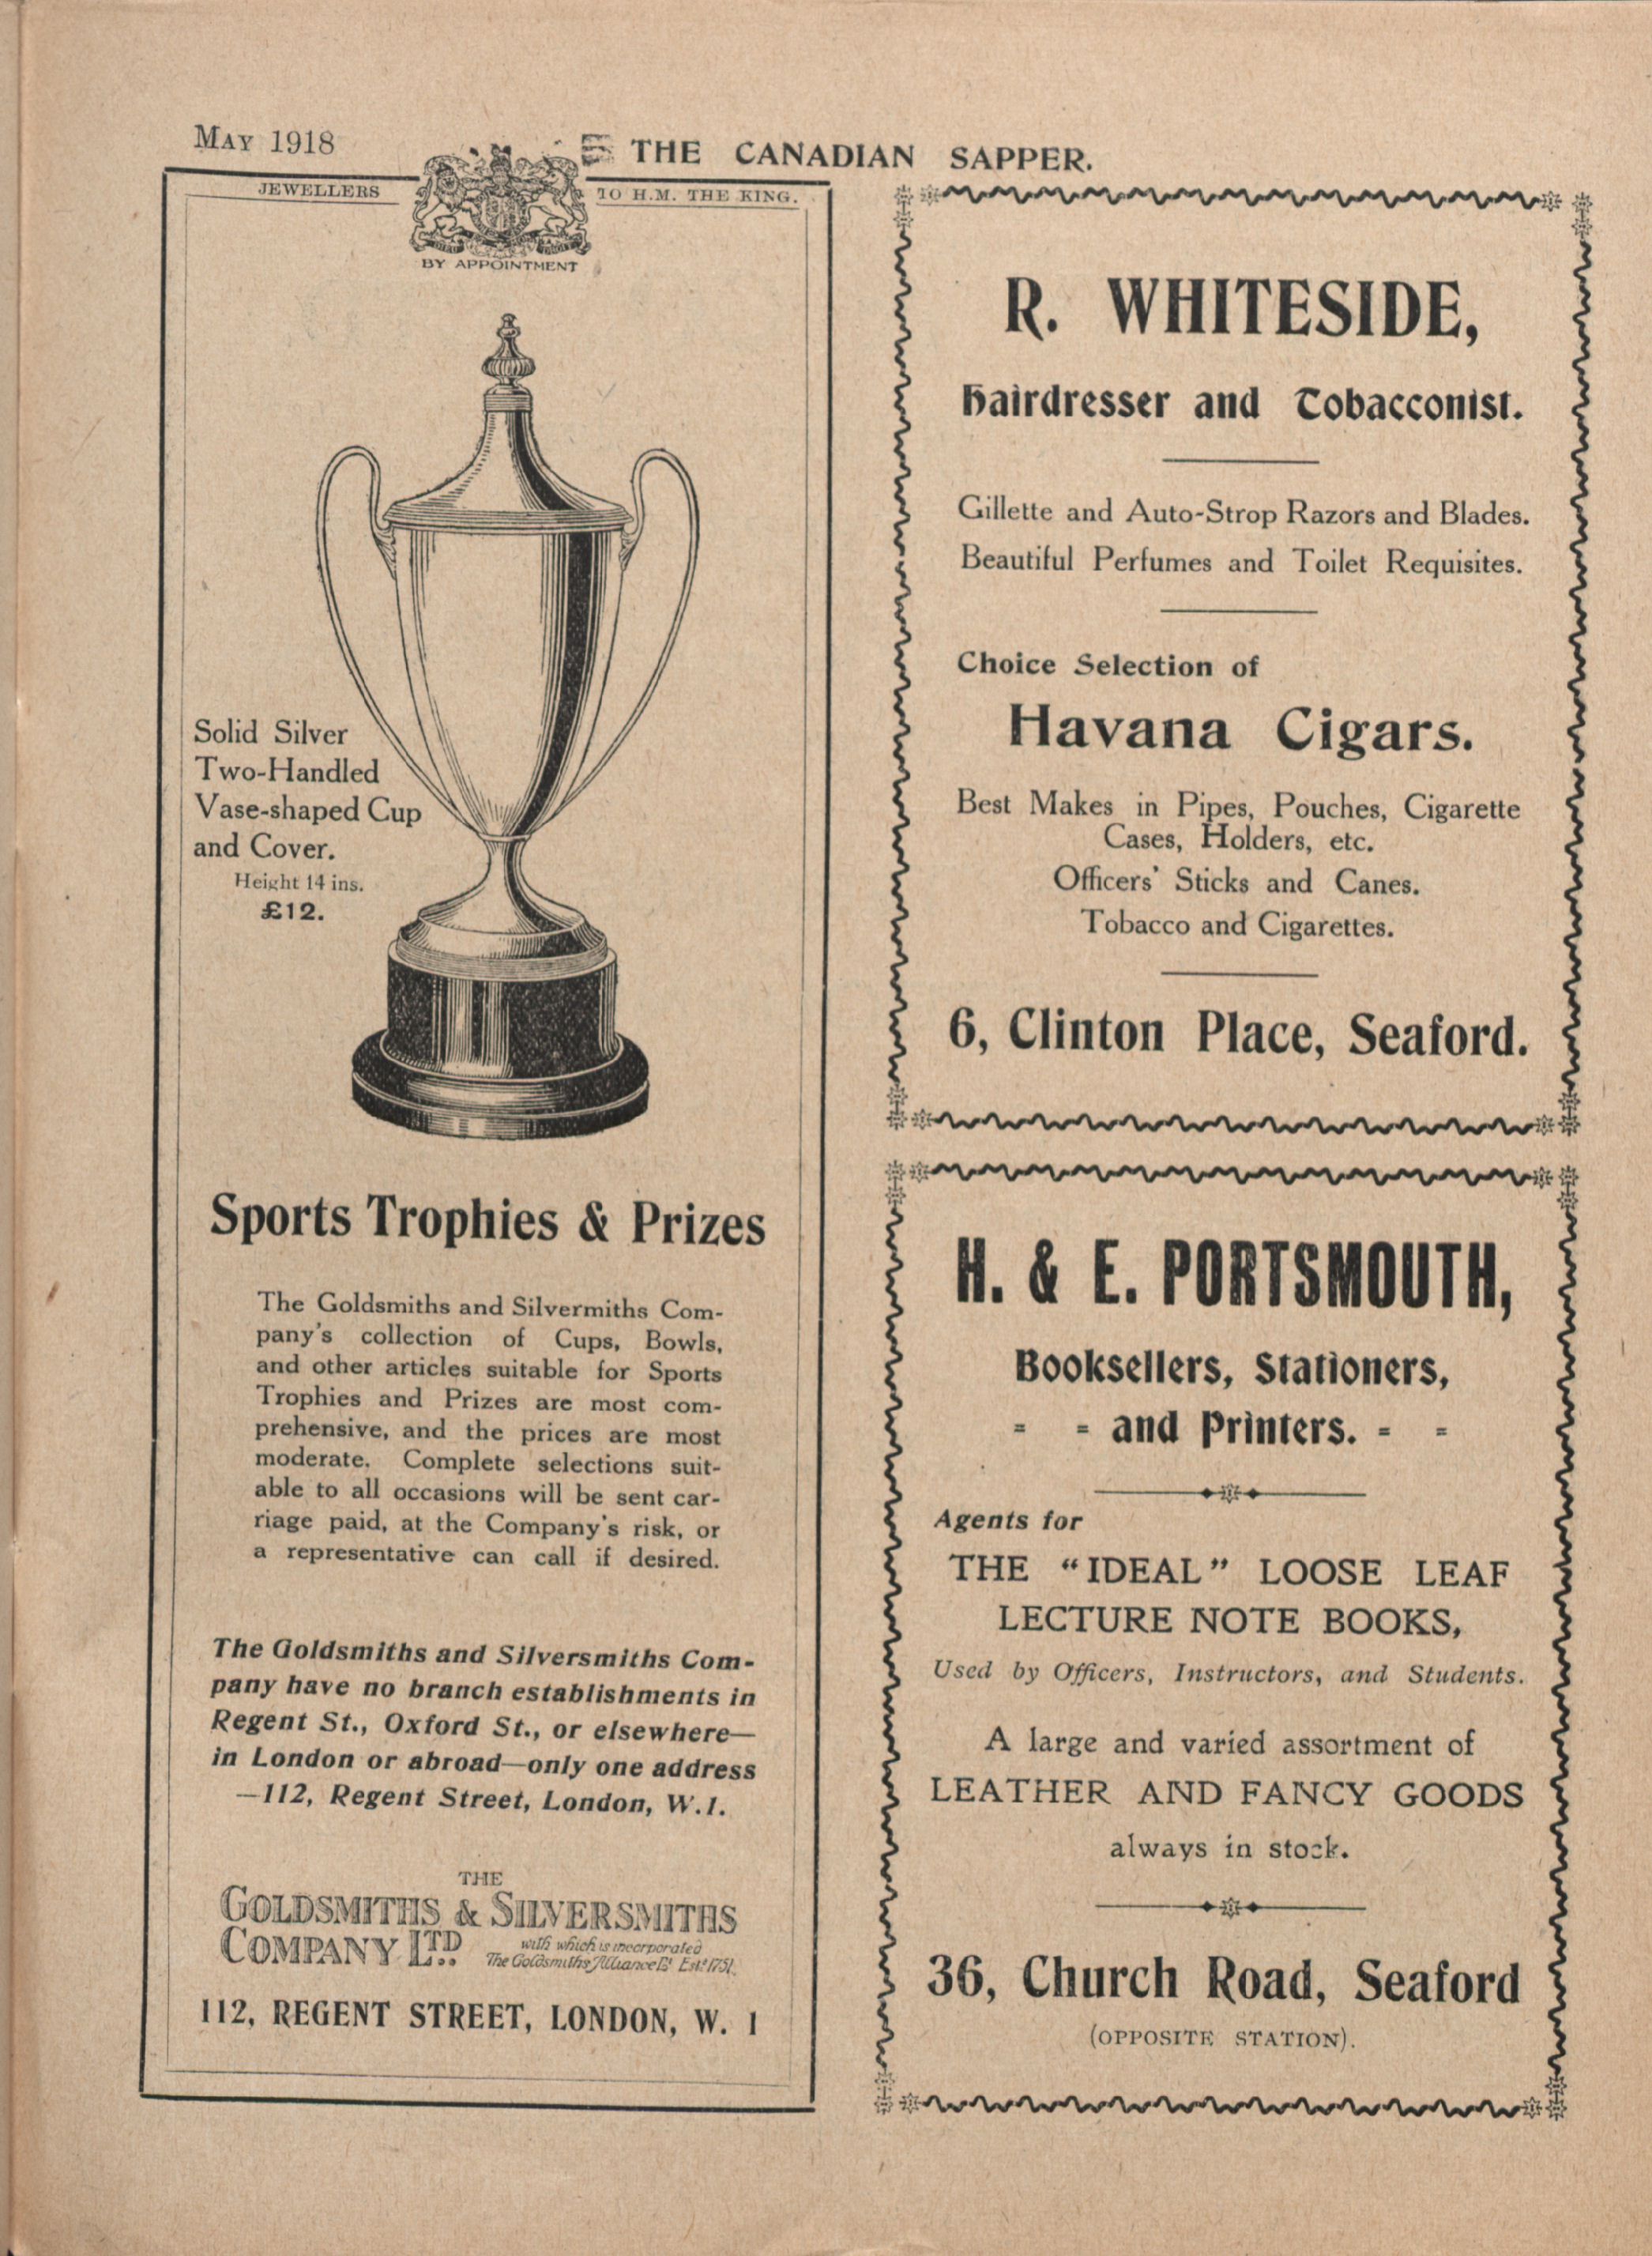 MAY 1918
THE CANADIAN SAPPER.
JEWELLERS
TO H.M. THE KING.
BY APPOINTMENT
Solid Silver
Two-Handled
Vase-shaped Cup
and Cover.
Height 14 ins.
£12.
Sports Trophies & Prizes
The Goldsmiths and Silvermiths Com-
pany's collection of Cups, Bowls,
and other articles suitable for Sports
Trophies and Prizes are most com-
prehensive, and the prices are most
moderate. Complete selections suit-
able to all occasions will be sent car-
riage paid, at the Company's risk, or
a representative can call if desired.
The Goldsmiths and Silversmiths Com-
pany have no branch establishments in
Regent St., Oxford St., or elsewhere—
in London or abroad—only one address
—112, Regent Street, London, W.1.
THE
GOLDSMITHS & SILVERSMITHS
COMPANY LTD
with which is incorporated
The Goldsmiths Alliance Ld Estd 1751.
112, REGENT STREET, LONDON, W. 1
R. WHITESIDE,
Hairdresser and Tobacconist.
Gillette and Auto-Strop Razors and Blades.
Beautiful Perfumes and Toilet Requisites.
Choice Selection of
Havana Cigars.
Best Makes in Pipes, Pouches, Cigarette
Cases, Holders, etc.
Officers' Sticks and Canes.
Tobacco and Cigarettes.
6, Clinton Place, Seaford.
H. & E. PORTSMOUTH,
Booksellers, Stationers,
- - and Printers. - -
Agents for
THE "IDEAL" LOOSE LEAF
LECTURE NOTE BOOKS,
Used by Officers, Instructors, and Students.
A large and varied assortment of
LEATHER AND FANCY GOODS
always in stock.
36, Church Road, Seaford
(OPPOSITE STATION).